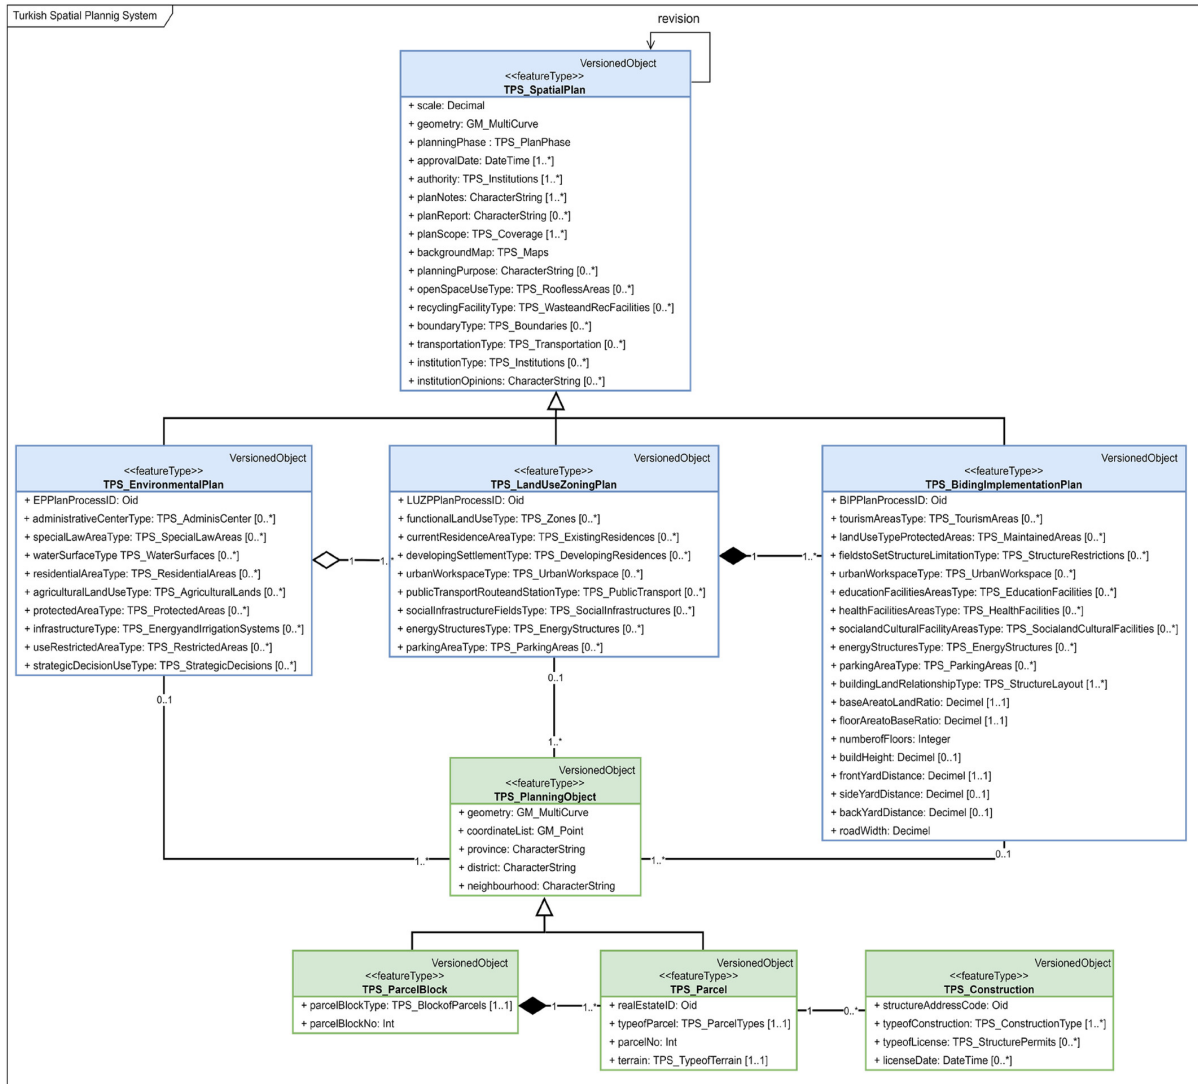 Turkish Spatial Plannig System
revision
VersionedObject
<<featureType>>
TPS_SpatialPlan
+ scale: Decimal
+ geometry: GM_MultiCurve
+ planningPhase : TPS_PlanPhase
+ approvalDate: DateTime [1..*]
+ authority: TPS_Institutions [1..*]
+ planNotes: CharacterString [1..*]
+ planReport: CharacterString [0..*]
+ planScope: TPS_Coverage [1..*]
+ backgroundMap: TPS_Maps
+ planningPurpose: CharacterString [0..*]
+ openSpaceUseType: TPS_RooflessAreas [0..*]
+ recyclingFacilityType: TPS_WasteandRecFacilities [0..*]
+ boundaryType: TPS_Boundaries [0..*]
+ transportationType: TPS_Transportation [0..*]
+ institutionType: TPS_Institutions [0..*]
+ institutionOpinions: CharacterString [0..*]
VersionedObject
<<featureType>>
TPS_EnvironmentalPlan
+ EPPlanProcessID: Oid
+ administrativeCenterType: TPS_AdminisCenter [0..*]
+ specialLawAreaType: TPS_SpecialLawAreas [0..*]
+ waterSurfaceType TPS_WaterSurfaces [0..*]
+ residentialAreaType: TPS_ResidentialAreas [0..*]
+ agriculturalLandUseType: TPS_AgriculturalLands [0..*]
+ protectedAreaType: TPS_ProtectedAreas [0..*]
+ infrastructureType: TPS_EnergyandIrrigationSystems [0..*]
+ useRestrictedAreaType: TPS_RestrictedAreas [0..*]
+ strategicDecisionUseType: TPS_StrategicDecisions [0..*]
1
1..*
VersionedObject
<<featureType>>
TPS_LandUseZoningPlan
+ LUZPPlanProcessID: Oid
+ functionalLandUseType: TPS_Zones [0..*]
+ currentResidenceAreaType: TPS_ExistingResidences [0..*]
+ developingSettlementType: TPS_DevelopingResidences [0..*]
+ urbanWorkspaceType: TPS_UrbanWorkspace [0..*]
+ publicTransportRouteandStationType: TPS_PublicTransport [0..*]
+ socialInfrastructureFieldsType: TPS_SocialInfrastructures [0..*]
+ energyStructuresType: TPS_EnergyStructures [0..*]
+ parkingAreaType: TPS_ParkingAreas [0..*]
1
1..*
VersionedObject
<<featureType>>
TPS_BidingImplementationPlan
+ BIPPlanProcessID: Oid
+ tourismAreasType: TPS_TourismAreas [0..*]
+ landUseTypeProtectedAreas: TPS_MaintainedAreas [0..*]
+ fieldstoSetStructureLimitationType: TPS_StructureRestrictions [0..*]
+ urbanWorkspaceType: TPS_UrbanWorkspace [0..*]
+ educationFacilitiesAreasType: TPS_EducationFacilities [0..*]
+ healthFacilitiesAreasType: TPS_HealthFacilities [0..*]
+ socialandCulturalFacilityAreasType: TPS_SocialandCulturalFacilities [0..*]
+ energyStructuresType: TPS_EnergyStructures [0..*]
+ parkingAreaType: TPS_ParkingAreas [0..*]
+ buildingLandRelationshipType: TPS_StructureLayout [1..*]
+ baseAreatoLandRatio: Decimel [1..1]
+ floorAreatoBaseRatio: Decimel [1..1]
+ numberofFloors: Integer
+ buildHeight: Decimel [0..1]
+ frontYardDistance: Decimel [1..1]
+ sideYardDistance: Decimel [0..1]
+ backYardDistance: Decimel [0..1]
+ roadWidth: Decimel
0..1
0..1
0..1
1..*
1..*
1..*
VersionedObject
<<featureType>>
TPS_PlanningObject
+ geometry: GM_MultiCurve
+ coordinateList: GM_Point
+ province: CharacterString
+ district: CharacterString
+ neighbourhood: CharacterString
VersionedObject
<<featureType>>
TPS_ParcelBlock
+ parcelBlockType: TPS_BlockofParcels [1..1]
+ parcelBlockNo: Int
1
1..*
VersionedObject
<<featureType>>
TPS_Parcel
+ realEstateID: Oid
+ typeofParcel: TPS_ParcelTypes [1..1]
+ parcelNo: Int
+ terrain: TPS_TypeofTerrain [1..1]
1
0..*
VersionedObject
<<featureType>>
TPS_Construction
+ structureAddressCode: Oid
+ typeofConstruction: TPS_ConstructionType [1..*]
+ typeofLicense: TPS_StructurePermits [0..*]
+ licenseDate: DateTime [0..*]